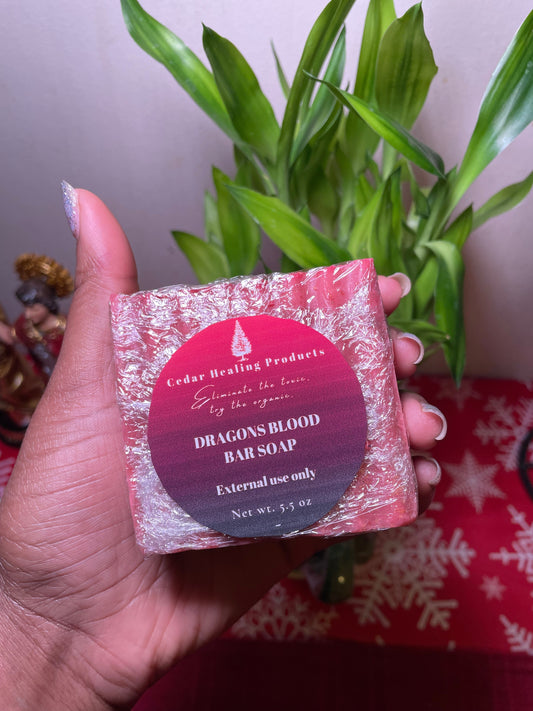 Cedar Healing Products
Eliminate the toxic,
try the organic.
DRAGONS BLOOD
BAR SOAP
External use only
Net wt. 5.5 oz